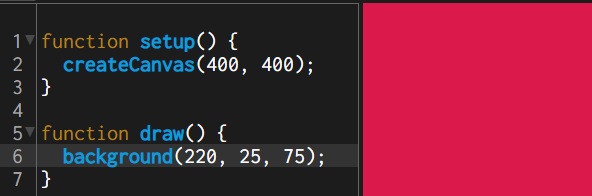 1 function setup() {
2 createCanvas(400, 400);
3 }
4
5 function draw() {
6 background(220, 25, 75);
7 }